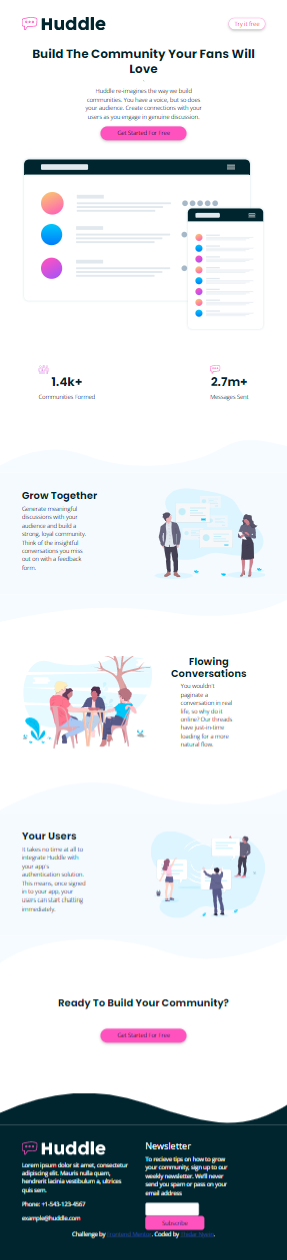 Huddle
Try it free
Build The Community Your Fans Will
Love
Huddle re-imagines the way we build
communities. You have a voice, but so does
your audience. Create connections with your
users as you engage in genuine discussion.
Get Started For Free
1.4k+
Communities Formed
2.7m+
Messages Sent
Grow Together
Generate meaningful
discussions with your
audience and build a
strong, loyal community.
Think of the insightful
conversations you miss
out on with a feedback
form.
Flowing
Conversations
You wouldn't
paginate a
conversation in real
life, so why do it
online? Our threads
have just-in-time
loading for a more
natural flow.
Your Users
It takes no time at all to
integrate Huddle with
your app's
authentication solution.
This means, once signed
in to your app, your
users can start chatting
immediately.
Ready To Build Your Community?
Get Started For Free
Huddle
Lorem ipsum dolor sit amet, consectetur
adipiscing elit. Mauris nulla quam,
hendrerit lacinia vestibulum a, ultrices
quis sem.
Phone: +1-543-123-4567
example@huddle.com
Newsletter
To recieve tips on how to grow
your community, sign up to our
weekly newsletter. We'll never
send you spam or pass on your
email address
Subscribe
Challenge by Frontend Mentor. Coded by